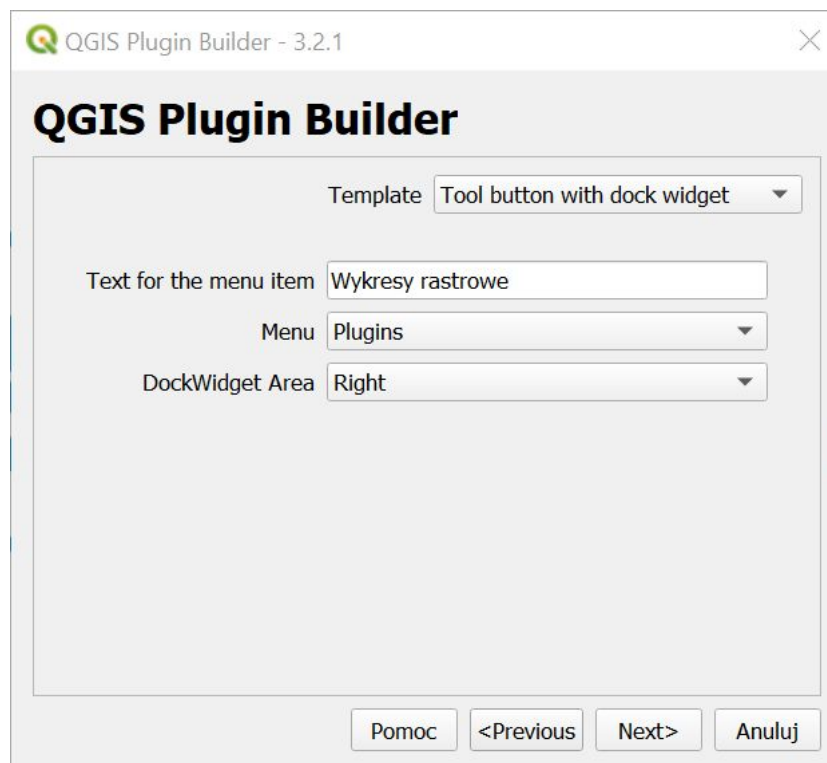 QGIS Plugin Builder - 3.2.1
QGIS Plugin Builder
Template Tool button with dock widget
Text for the menu item Wykresy rastrowe
Menu Plugins
DockWidget Area Right
Pomoc <Previous Next> Anuluj